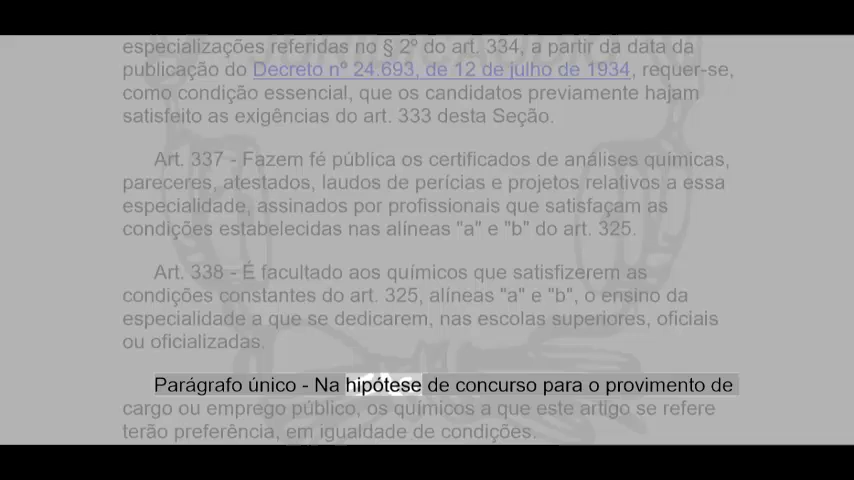 especializações referidas no § 2º do art. 334, a partir da data da
publicação do Decreto nº 24.693, de 12 de julho de 1934, requer-se,
como condição essencial, que os candidatos previamente hajam
satisfeito as exigências do art. 333 desta Seção.
Art. 337 - Fazem fé pública os certificados de análises químicas,
pareceres, atestados, laudos de perícias e projetos relativos a essa
especialidade, assinados por profissionais que satisfaçam as
condições estabelecidas nas alíneas "a" e "b" do art. 325.
Art. 338 - É facultado aos químicos que satisfizerem as
condições constantes do art. 325, alíneas "a" e "b", o ensino da
especialidade a que se dedicarem, nas escolas superiores, oficiais
ou oficializadas.
Parágrafo único - Na hipótese de concurso para o provimento de
cargo ou emprego público, os químicos a que este artigo se refere
terão preferência, em igualdade de condições.